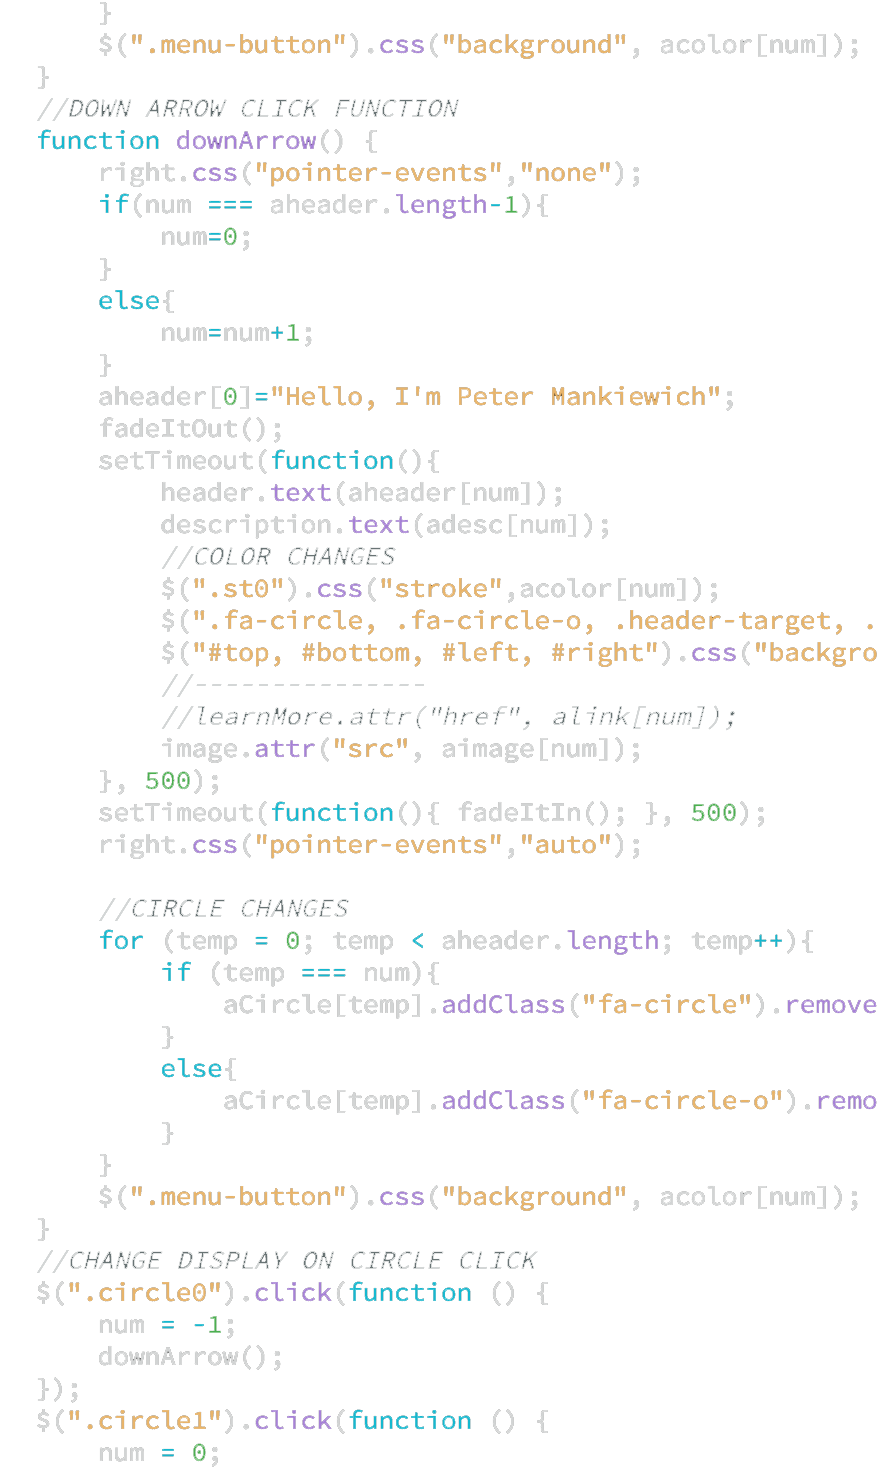 }
        $(".menu-button").css("background", acolor[num]);
    }
    //DOWN ARROW CLICK FUNCTION
    function downArrow() {
        right.css("pointer-events","none");
        if(num === aheader.length-1){
            num=0;
        }
        else{
            num=num+1;
        }
        aheader[0]="Hello, I'm Peter Mankiewich";
        fadeItOut();
        setTimeout(function(){
            header.text(aheader[num]);
            description.text(adesc[num]);
            //COLOR CHANGES
            $(".st0").css("stroke",acolor[num]);
            $(".fa-circle, .fa-circle-o, .header-target, .
            $("#top, #bottom, #left, #right").css("backgro
            //---------------
            //learnMore.attr("href", alink[num]);
            image.attr("src", aimage[num]);
        }, 500);
        setTimeout(function(){ fadeItIn(); }, 500);
        right.css("pointer-events","auto");

        //CIRCLE CHANGES
        for (temp = 0; temp < aheader.length; temp++){
            if (temp === num){
                aCircle[temp].addClass("fa-circle").remove
            }
            else{
                aCircle[temp].addClass("fa-circle-o").remo
            }
        }
        $(".menu-button").css("background", acolor[num]);
    }
    //CHANGE DISPLAY ON CIRCLE CLICK
    $(".circle0").click(function () {
        num = -1;
        downArrow();
    });
    $(".circle1").click(function () {
        num = 0;